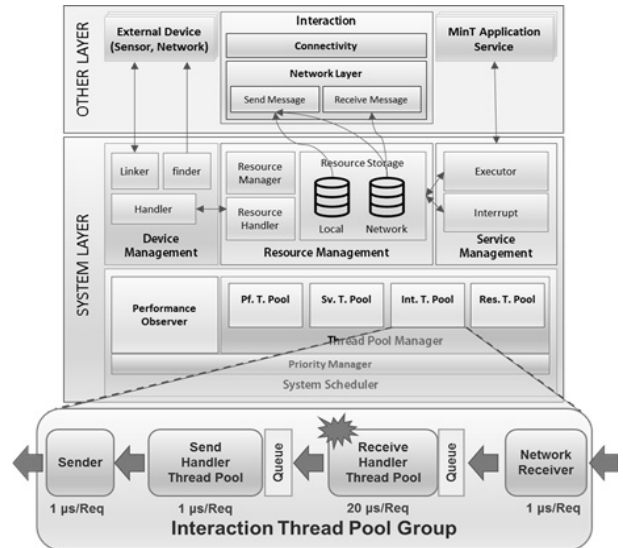 OTHER LAYER
External Device
(Sensor, Network)
Interaction
Connectivity
Network Layer
Send Message
Receive Message
MinT Application
Service
SYSTEM LAYER
Linker
finder
Handler
Device
Management
Resource
Manager
Resource
Handler
Resource Storage
Local
Network
Resource Management
Executor
Interrupt
Service
Management
Performance
Observer
Pf. T. Pool
Sv. T. Pool
Int. T. Pool
Res. T. Pool
Thread Pool Manager
Priority Manager
System Scheduler
Sender
Send
Handler
Thread Pool
Queue
Receive
Handler
Thread Pool
Queue
Network
Receiver
1 µs/Req
1 µs/Req
20 µs/Req
1 µs/Req
Interaction Thread Pool Group